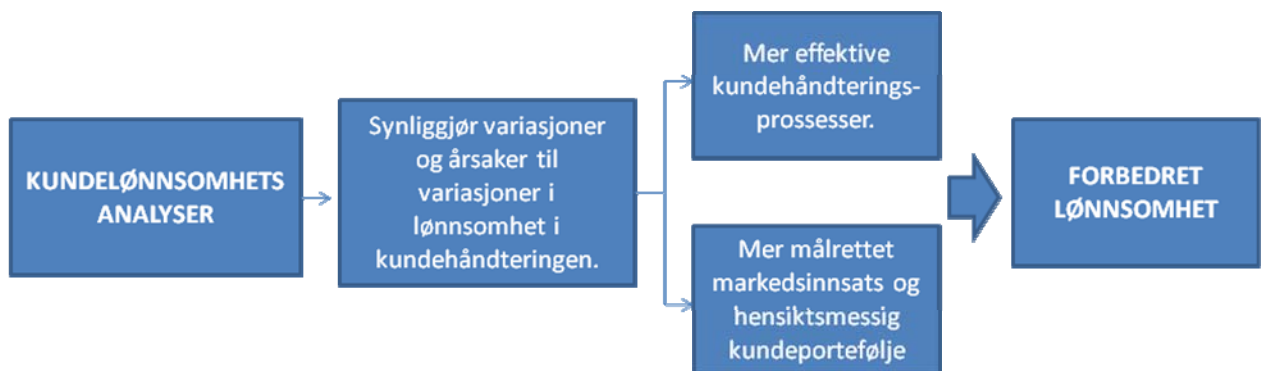 KUNDELØNNSOMHETS
ANALYSER
Synliggjør variasjoner
og årsaker til
variasjoner i
lønnsomhet i
kundehåndteringen.
Mer effektive
kundehåndterings-
prossesser.
Mer målrettet
markedsinnsats og
hensiktsmessig
kundeportefølje
FORBEDRET
LØNNSOMHET